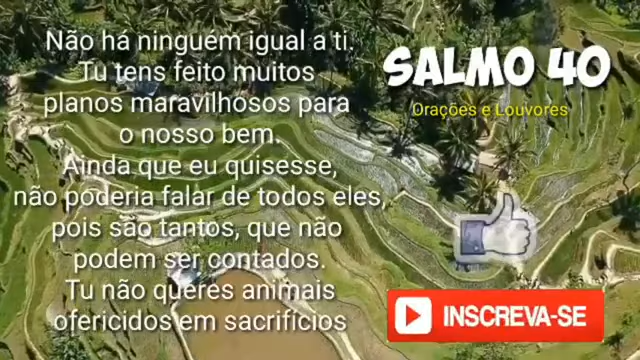 Não há ninguém igual a ti.
Tu tens feito muitos
planos maravilhosos para
o nosso bem.
Ainda que eu quisesse,
não poderia falar de todos eles,
pois são tantos, que não
podem ser contados.
Tu não queres animais
ofericidos em sacrifícios
SALMO 40
Orações e Louvores
INSCREVA-SE